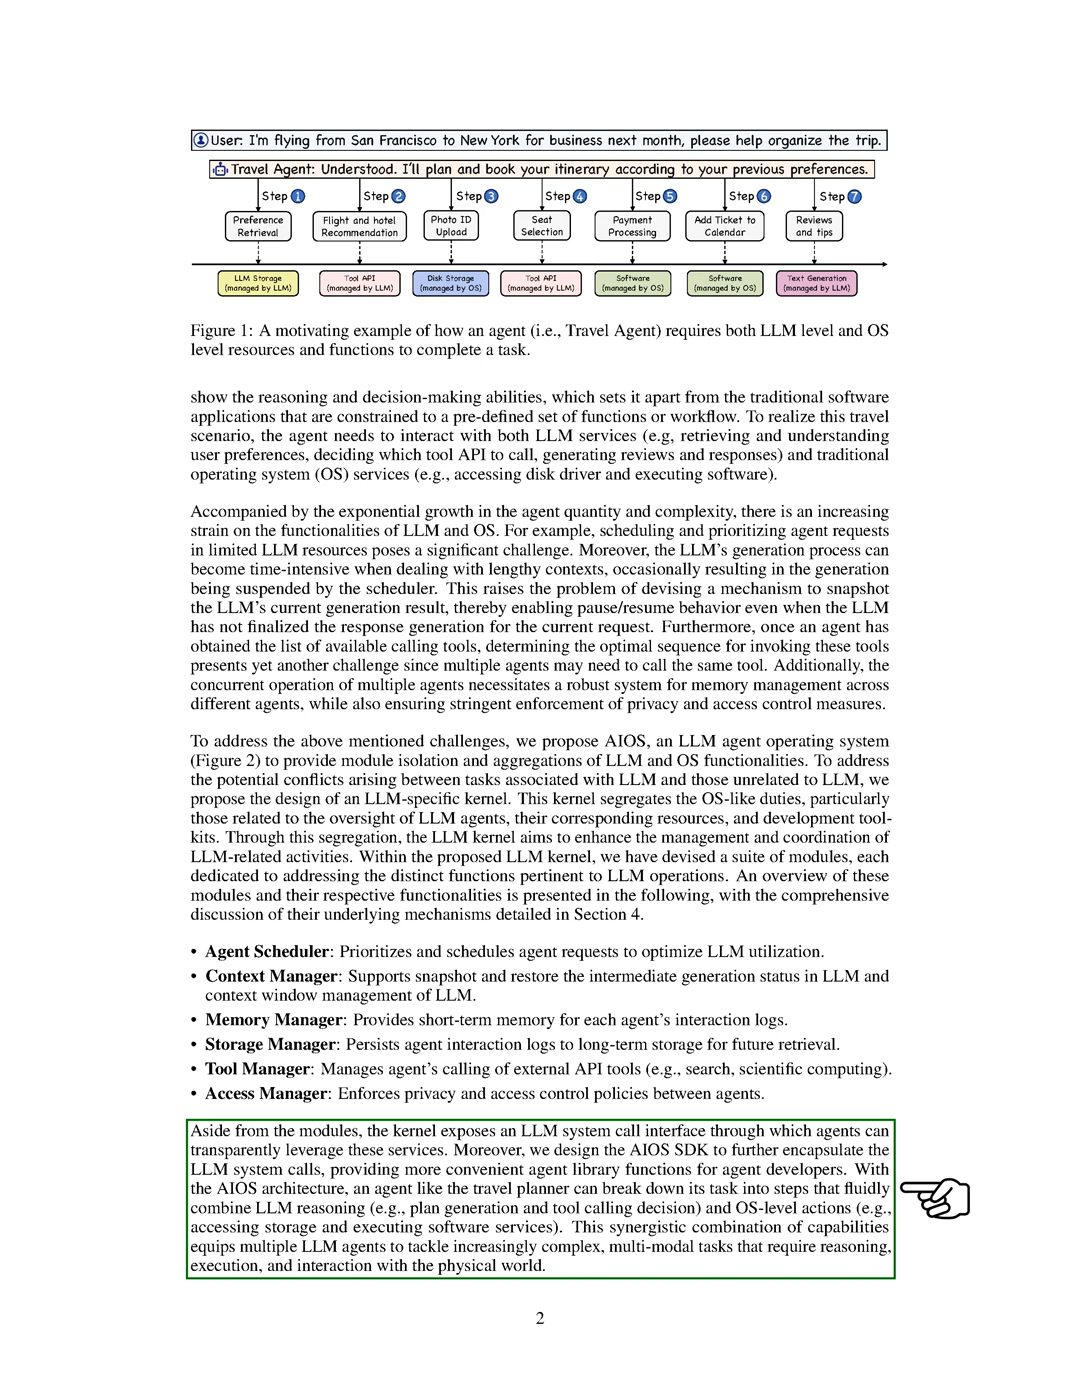 User: I'm flying from San Francisco to New York for business next month, please help organize the trip.
Travel Agent: Understood. I'll plan and book your itinerary according to your previous preferences.
Step 1 Step 2 Step 3 Step 4 Step 5 Step 6 Step 7
Preference Retrieval
Flight and hotel Recommendation
Photo ID Upload
Seat Selection
Payment Processing
Add Ticket to Calendar
Reviews and tips
LLM Storage (managed by LLM)
Tool API (managed by LLM)
Disk Storage (managed by OS)
Tool API (managed by LLM)
Software (managed by OS)
Software (managed by OS)
Text Generation (managed by LLM)
Figure 1: A motivating example of how an agent (i.e., Travel Agent) requires both LLM level and OS
level resources and functions to complete a task.
show the reasoning and decision-making abilities, which sets it apart from the traditional software
applications that are constrained to a pre-defined set of functions or workflow. To realize this travel
scenario, the agent needs to interact with both LLM services (e.g, retrieving and understanding
user preferences, deciding which tool API to call, generating reviews and responses) and traditional
operating system (OS) services (e.g., accessing disk driver and executing software).
Accompanied by the exponential growth in the agent quantity and complexity, there is an increasing
strain on the functionalities of LLM and OS. For example, scheduling and prioritizing agent requests
in limited LLM resources poses a significant challenge. Moreover, the LLM's generation process can
become time-intensive when dealing with lengthy contexts, occasionally resulting in the generation
being suspended by the scheduler. This raises the problem of devising a mechanism to snapshot
the LLM's current generation result, thereby enabling pause/resume behavior even when the LLM
has not finalized the response generation for the current request. Furthermore, once an agent has
obtained the list of available calling tools, determining the optimal sequence for invoking these tools
presents yet another challenge since multiple agents may need to call the same tool. Additionally, the
concurrent operation of multiple agents necessitates a robust system for memory management across
different agents, while also ensuring stringent enforcement of privacy and access control measures.
To address the above mentioned challenges, we propose AIOS, an LLM agent operating system
(Figure 2) to provide module isolation and aggregations of LLM and OS functionalities. To address
the potential conflicts arising between tasks associated with LLM and those unrelated to LLM, we
propose the design of an LLM-specific kernel. This kernel segregates the OS-like duties, particularly
those related to the oversight of LLM agents, their corresponding resources, and development tool-
kits. Through this segregation, the LLM kernel aims to enhance the management and coordination of
LLM-related activities. Within the proposed LLM kernel, we have devised a suite of modules, each
dedicated to addressing the distinct functions pertinent to LLM operations. An overview of these
modules and their respective functionalities is presented in the following, with the comprehensive
discussion of their underlying mechanisms detailed in Section 4.
• Agent Scheduler: Prioritizes and schedules agent requests to optimize LLM utilization.
• Context Manager: Supports snapshot and restore the intermediate generation status in LLM and
context window management of LLM.
• Memory Manager: Provides short-term memory for each agent's interaction logs.
• Storage Manager: Persists agent interaction logs to long-term storage for future retrieval.
• Tool Manager: Manages agent's calling of external API tools (e.g., search, scientific computing).
• Access Manager: Enforces privacy and access control policies between agents.
Aside from the modules, the kernel exposes an LLM system call interface through which agents can
transparently leverage these services. Moreover, we design the AIOS SDK to further encapsulate the
LLM system calls, providing more convenient agent library functions for agent developers. With
the AIOS architecture, an agent like the travel planner can break down its task into steps that fluidly
combine LLM reasoning (e.g., plan generation and tool calling decision) and OS-level actions (e.g.,
accessing storage and executing software services). This synergistic combination of capabilities
equips multiple LLM agents to tackle increasingly complex, multi-modal tasks that require reasoning,
execution, and interaction with the physical world.
2